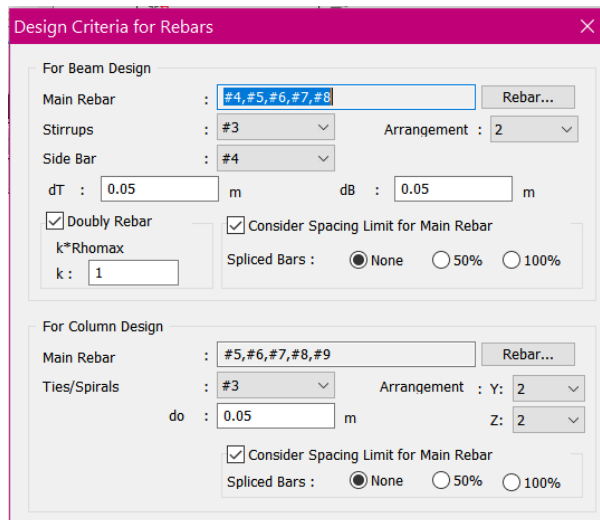 Design Criteria for Rebars
For Beam Design
Main Rebar : #4,#5,#6,#7,#8 Rebar...
Stirrups : #3 Arrangement : 2
Side Bar : #4
dT : 0.05 m dB : 0.05 m
Doubly Rebar
k*Rhomax
k : 1
Consider Spacing Limit for Main Rebar
Spliced Bars : None 50% 100%
For Column Design
Main Rebar : #5,#6,#7,#8,#9 Rebar...
Ties/Spirals : #3 Arrangement : Y: 2
do : 0.05 m Z: 2
Consider Spacing Limit for Main Rebar
Spliced Bars : None 50% 100%